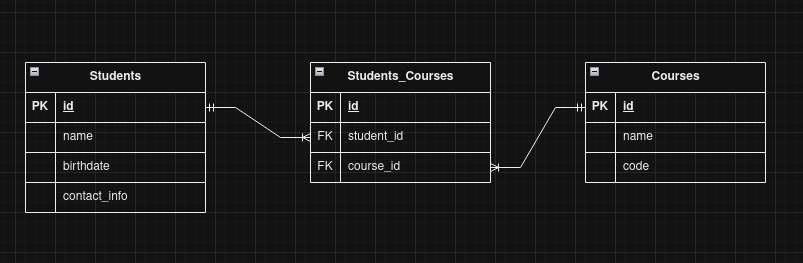 Students
PK id
name
birthdate
contact_info
Students_Courses
PK id
FK student_id
FK course_id
Courses
PK id
name
code